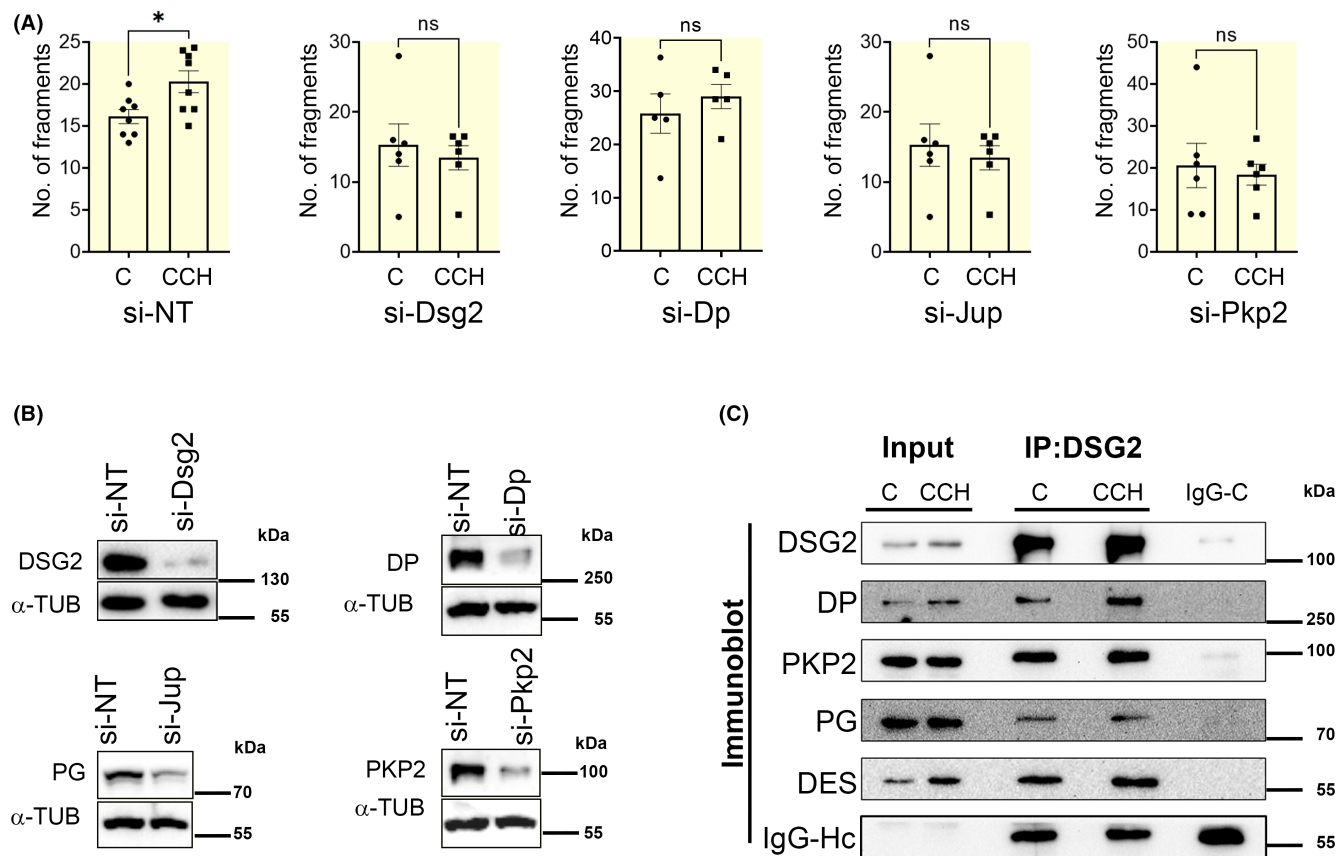 (A)
*
No. of fragments
25
20
15
10
5
0
C CCH
si-NT
ns
No. of fragments
30
20
10
0
C CCH
si-Dsg2
ns
No. of fragments
40
30
20
10
0
C CCH
si-Dp
ns
No. of fragments
30
20
10
0
C CCH
si-Jup
ns
No. of fragments
50
40
30
20
10
0
C CCH
si-Pkp2
(B)
si-NT si-Dsg2
kDa
DSG2
130
α-TUB
55
si-NT si-Dp
kDa
DP
250
α-TUB
55
si-NT si-Jup
kDa
PG
70
α-TUB
55
si-NT si-Pkp2
kDa
PKP2
100
α-TUB
55
(C)
Input IP:DSG2
C CCH C CCH IgG-C kDa
Immunoblot
DSG2
100
DP
250
PKP2
100
PG
70
DES
55
IgG-Hc
55